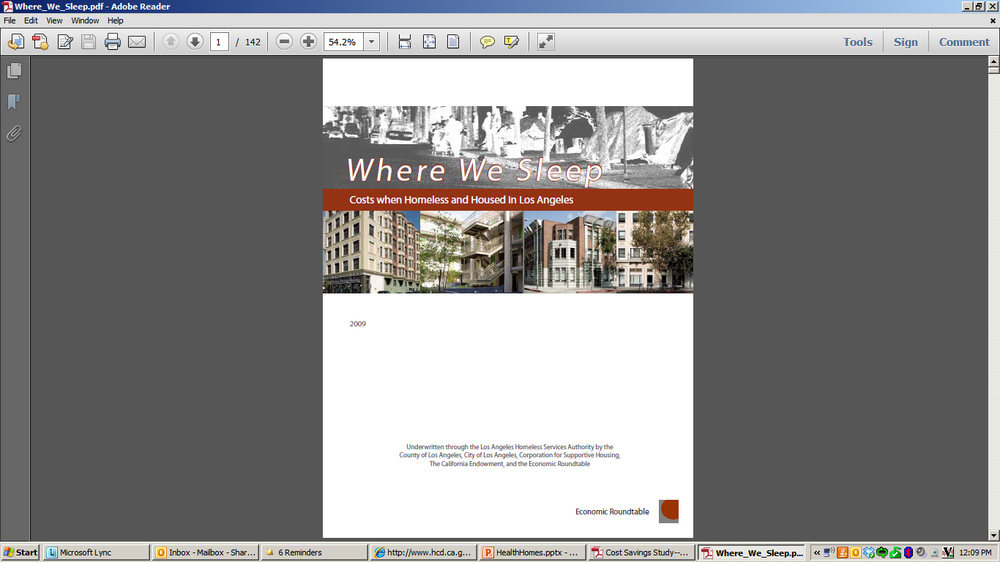 Where_We_Sleep.pdf - Adobe Reader
File Edit View Window Help
1 / 142 54.2% Tools Sign Comment
Where We Sleep
Costs when Homeless and Housed in Los Angeles
2009
Underwritten through the Los Angeles Homeless Services Authority by the
County of Los Angeles, City of Los Angeles, Corporation for Supportive Housing,
The California Endowment, and the Economic Roundtable
Economic Roundtable
Start Microsoft Lync Inbox - Mailbox - Shar... 6 Reminders http://www.hcd.ca.g... HealthHomes.pptx - ... Cost Savings Study--... Where_We_Sleep.p... 12:09 PM